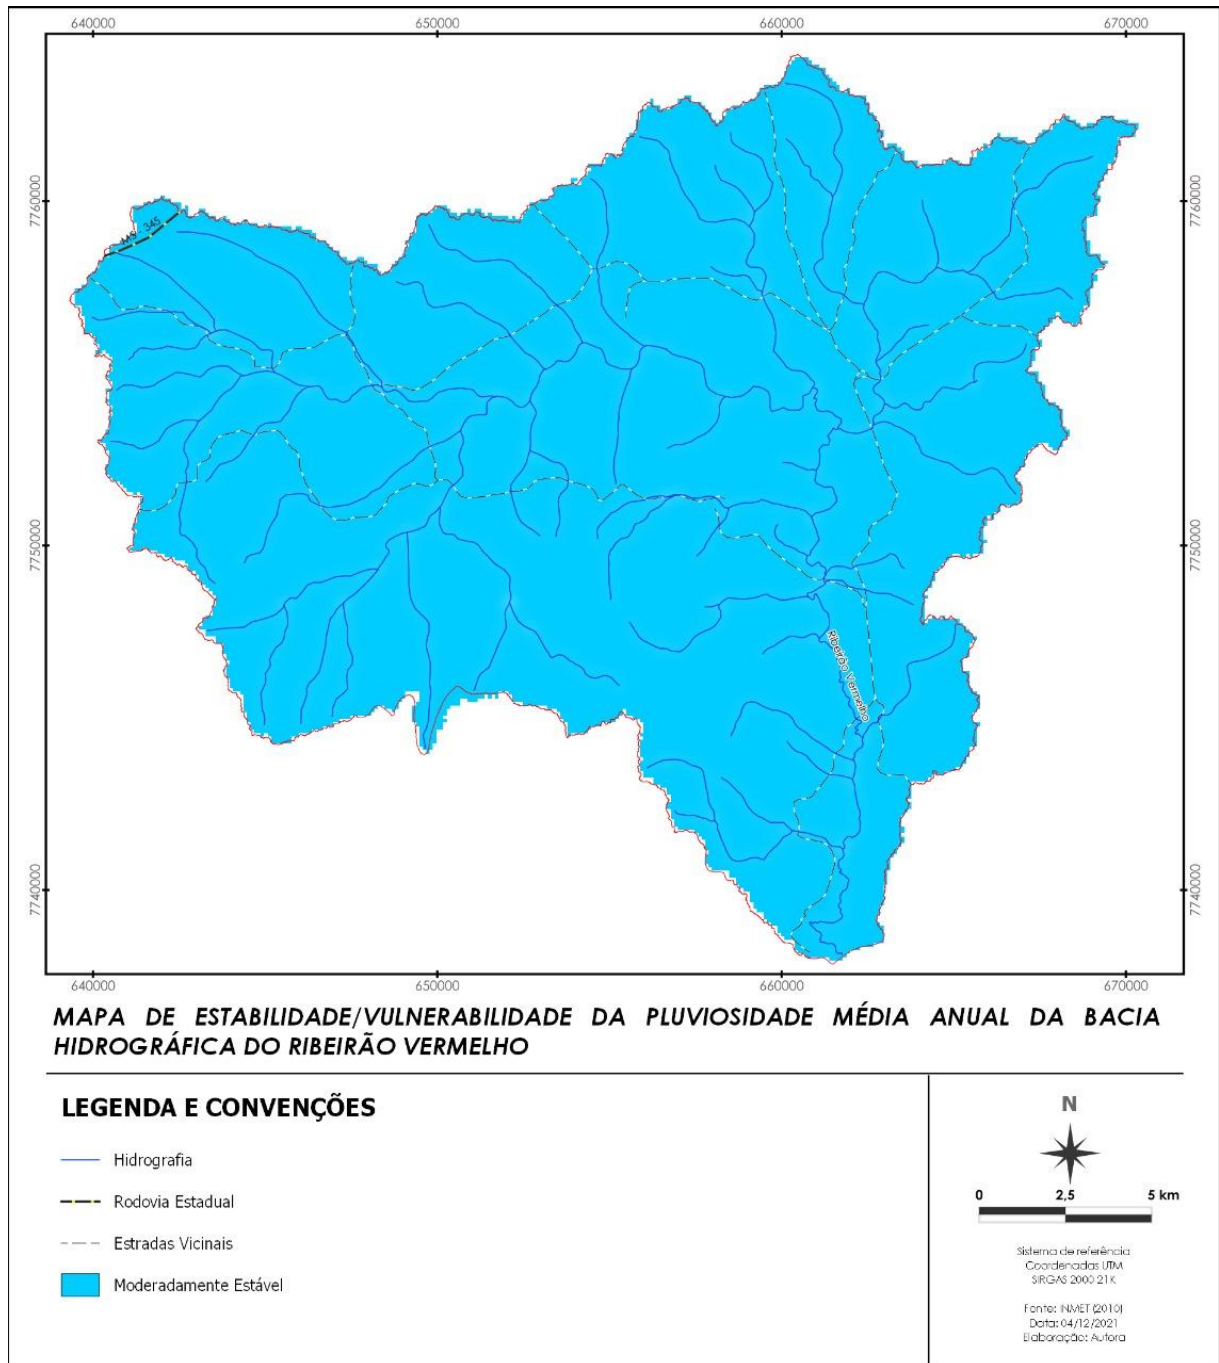 640000 650000 660000 670000
7760000 7760000
MS - 345
7750000 7750000
Ribeirão Vermelho
7740000 7740000
640000 650000 660000 670000
MAPA DE ESTABILIDADE/VULNERABILIDADE DA PLUVIOSIDADE MÉDIA ANUAL DA BACIA
HIDROGRÁFICA DO RIBEIRÃO VERMELHO
LEGENDA E CONVENÇÕES
Hidrografia
Rodovia Estadual
Estradas Vicinais
Moderadamente Estável
N
0 2,5 5 km
Sistema de referência
Coordenadas UTM
SIRGAS 2000 21K
Fonte: INMET (2010)
Data: 04/12/2021
Elaboração: Autora